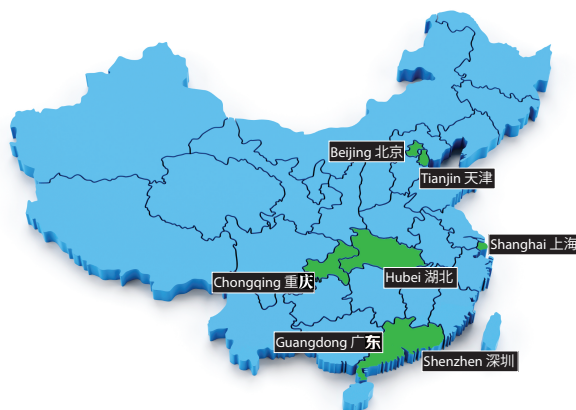 Beijing 北京
Tianjin 天津
Shanghai 上海
Chongqing 重庆
Hubei 湖北
Guangdong 广东
Shenzhen 深圳